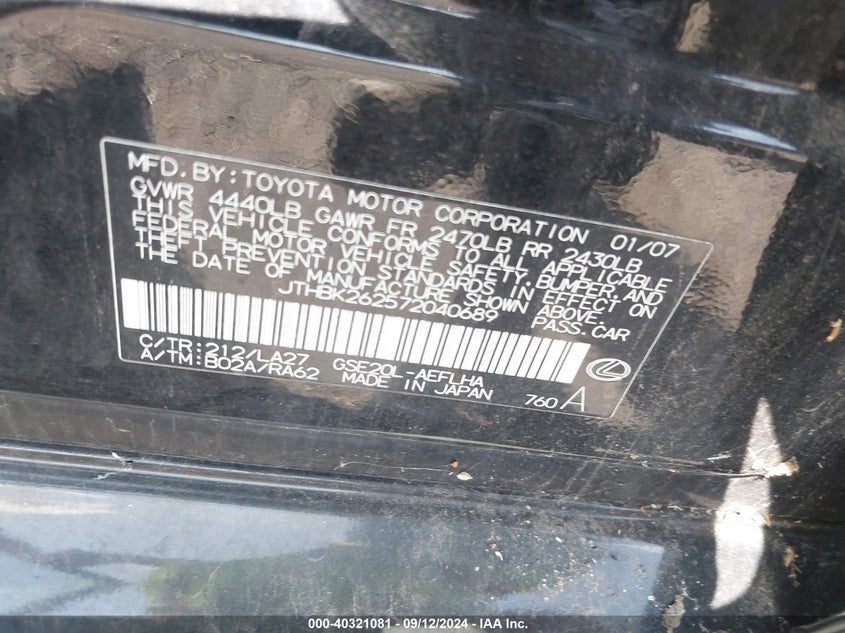 MFD. BY: TOYOTA MOTOR CORPORATION 01/07
GVWR 4440LB GAWR FR 2470LB RR 2430LB
THIS VEHICLE CONFORMS TO ALL APPLICABLE
FEDERAL MOTOR VEHICLE SAFETY, BUMPER, AND
THEFT PREVENTION STANDARDS IN EFFECT ON
THE DATE OF MANUFACTURE SHOWN ABOVE.
JTHBK262572040689 PASS. CAR
C/TR: 212/LA27 GSE20L-AEFLHA
A/TM: B02A/RA62 MADE IN JAPAN 760 A
000-40321081 - 09/12/2024 - IAA Inc.